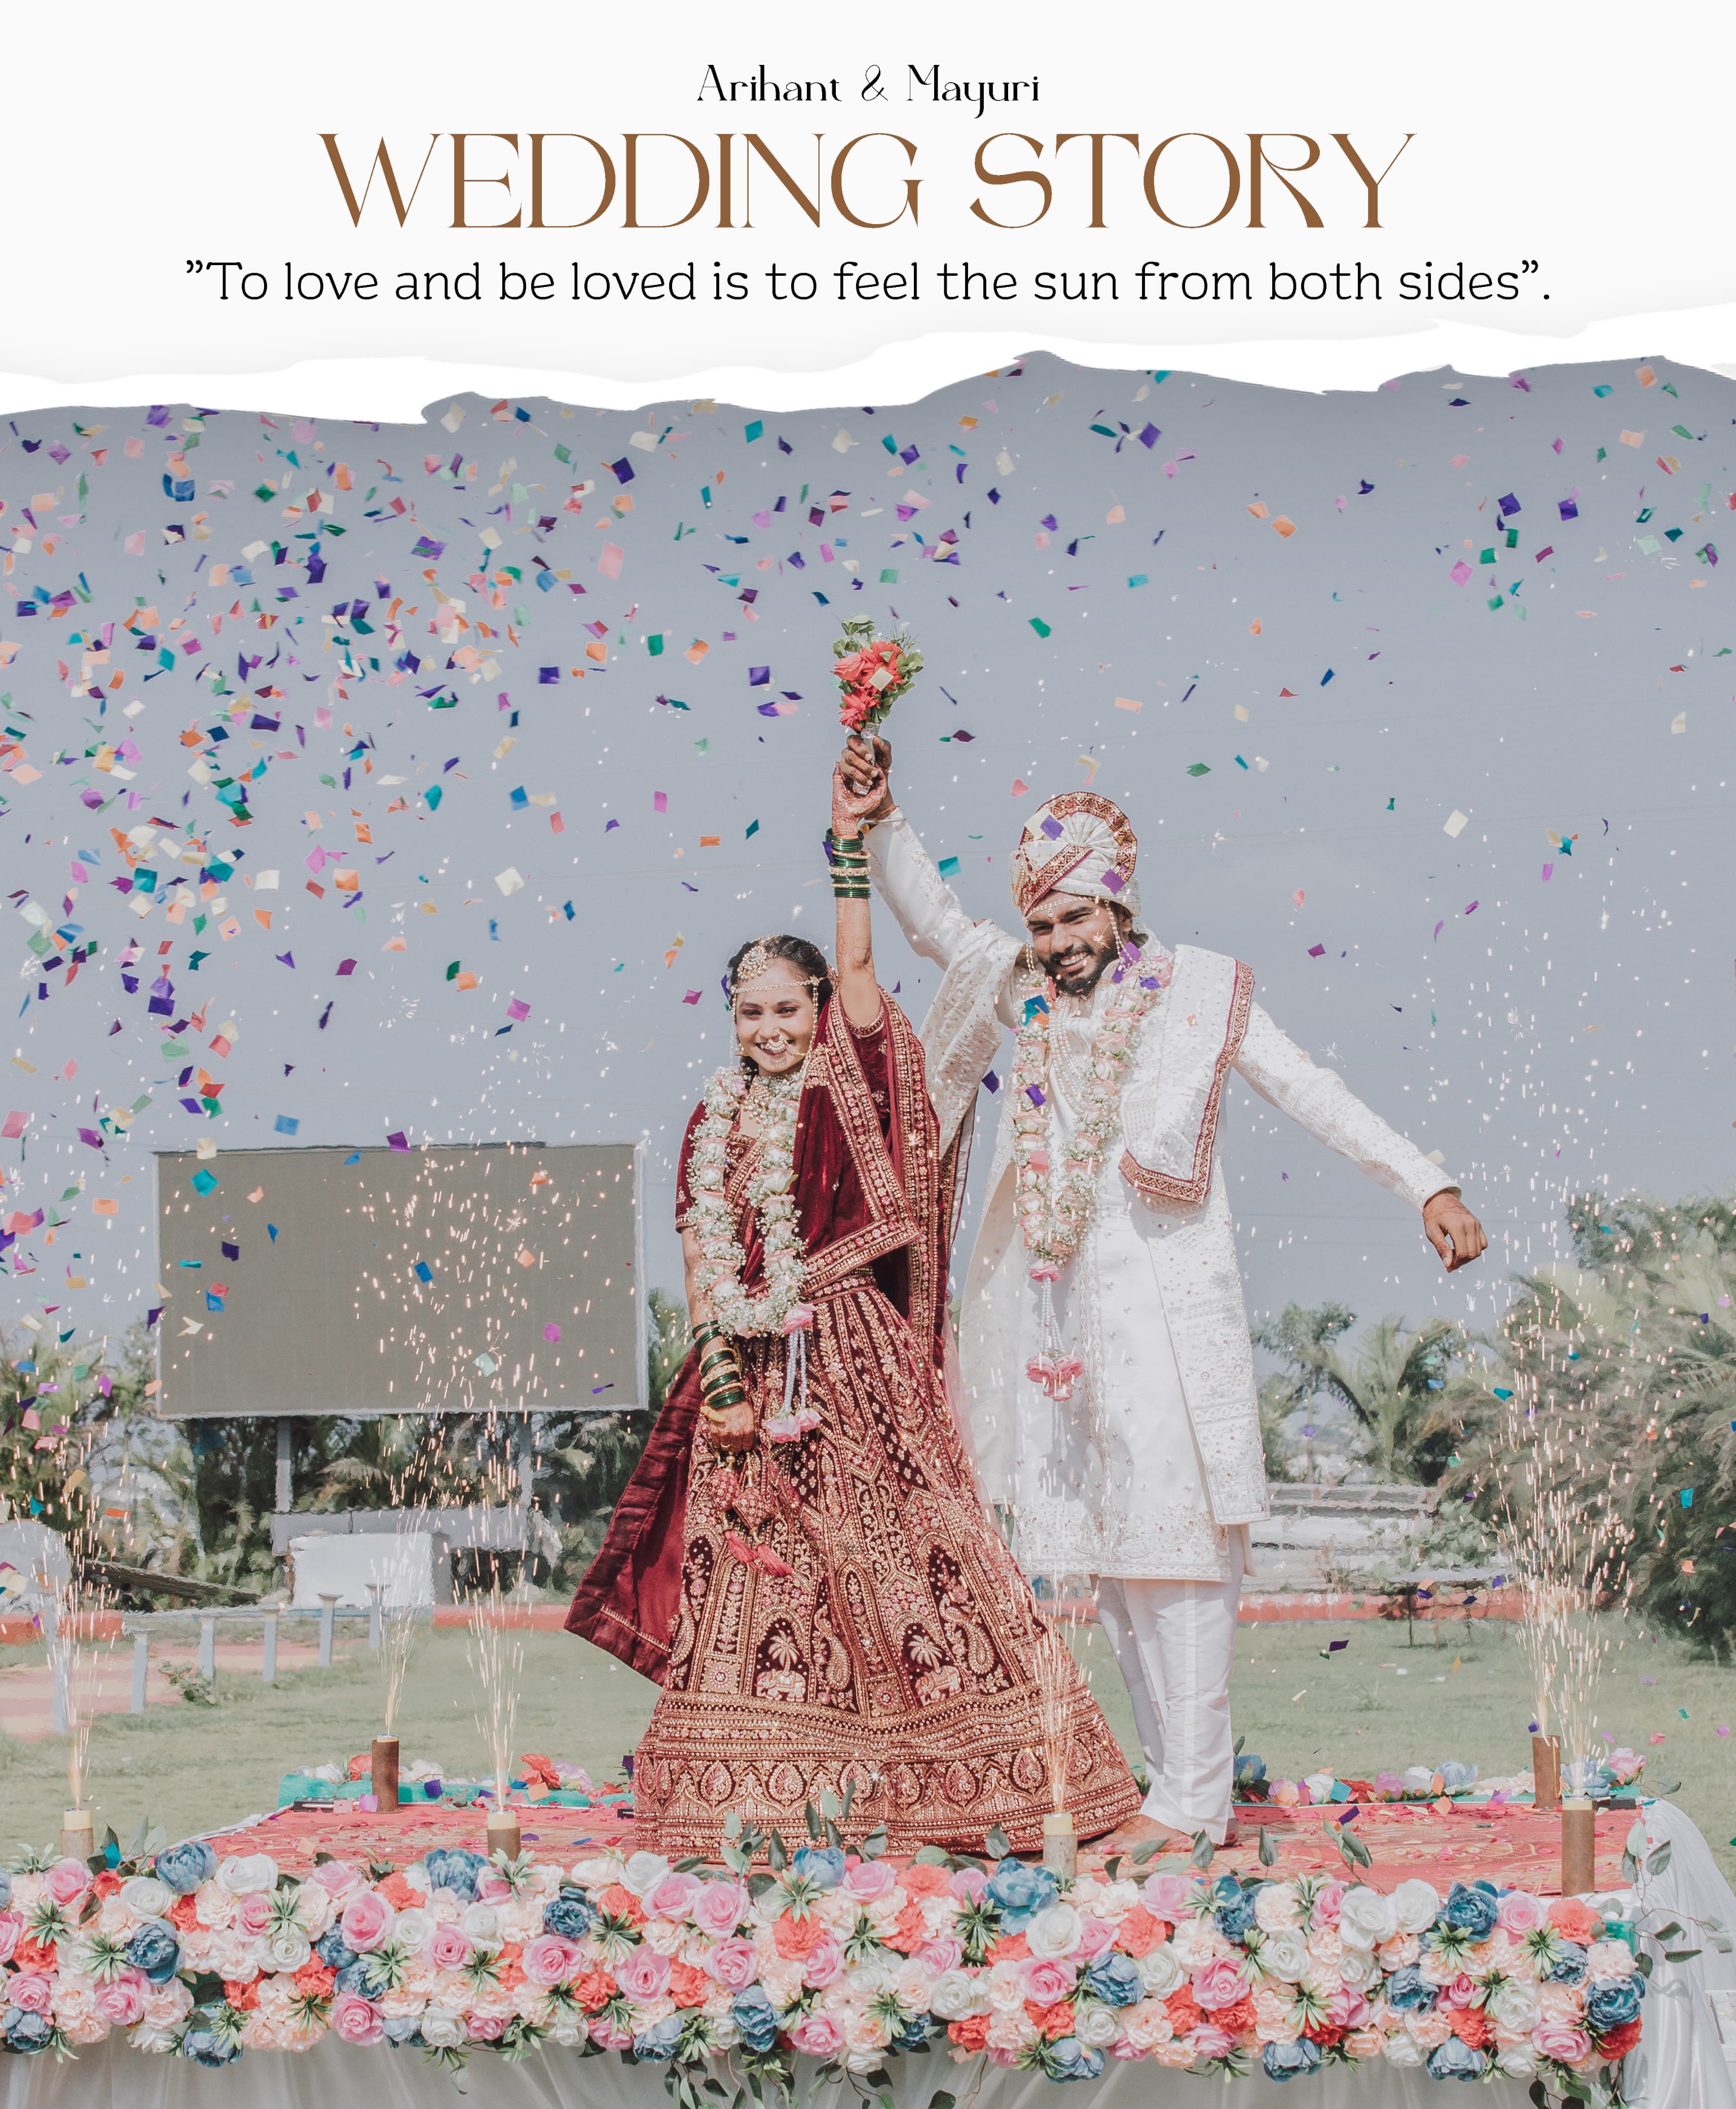 Arihant & Mayuri
WEDDING STORY
”To love and be loved is to feel the sun from both sides”.